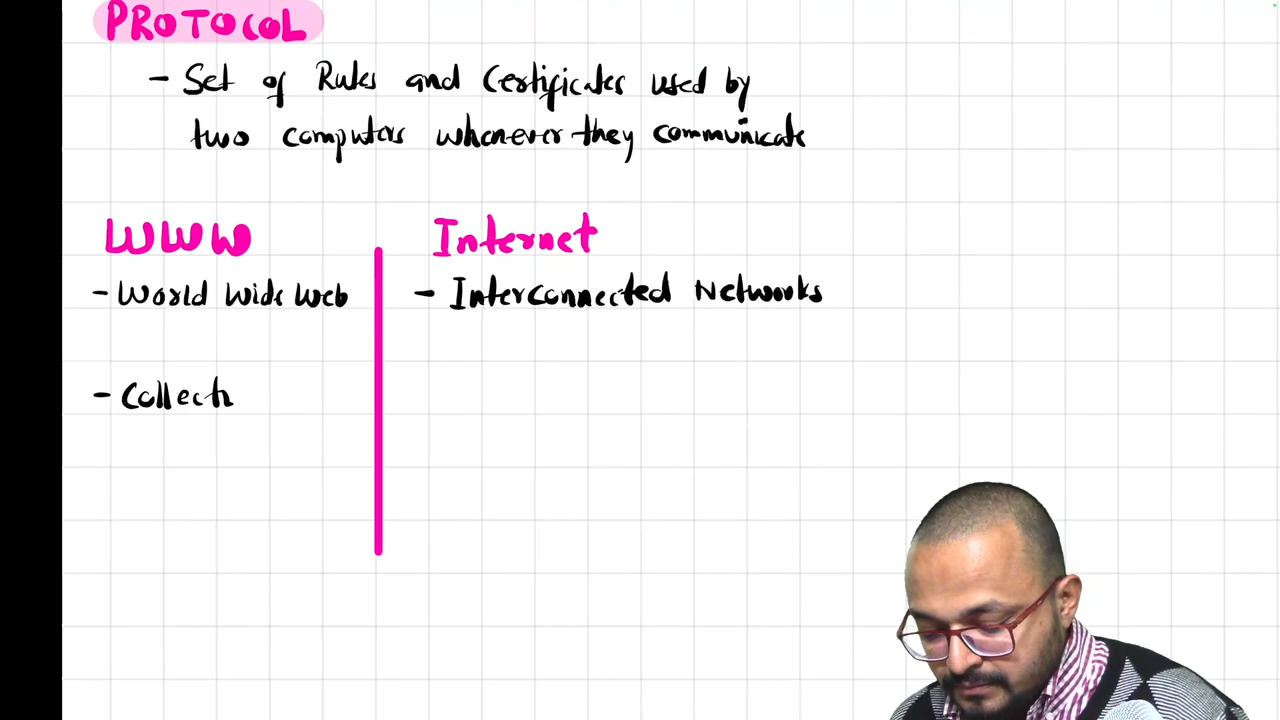 PROTOCOL
- Set of Rules and Certificates used by
two computers whenever they communicate
WWW
Internet
- World Wide Web
- Interconnected Networks
- Collecti